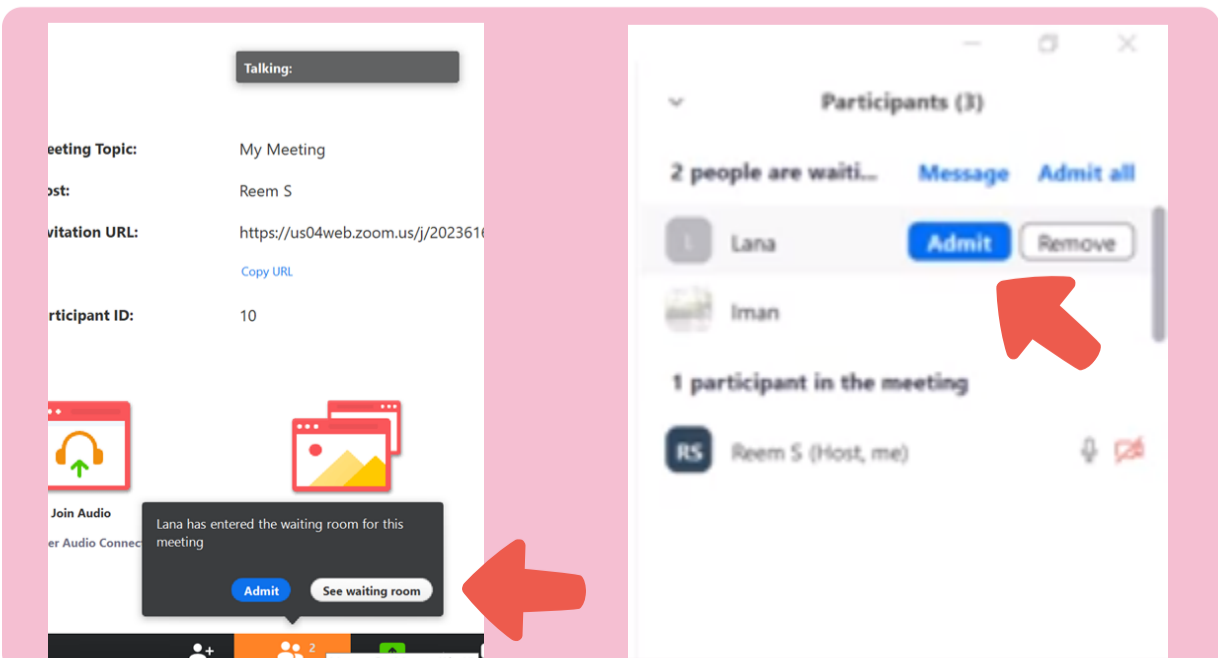 Talking:
eeting Topic:
My Meeting
ost:
Reem S
vitation URL:
https://us04web.zoom.us/j/202361
Copy URL
rticipant ID:
10
Join Audio
er Audio Connec
Lana has entered the waiting room for this
meeting
Admit
See waiting room
2
Participants (3)
2 people are waiti...
Message
Admit all
L
Lana
Admit
Remove
Iman
1 participant in the meeting
RS
Reem S (Host, me)